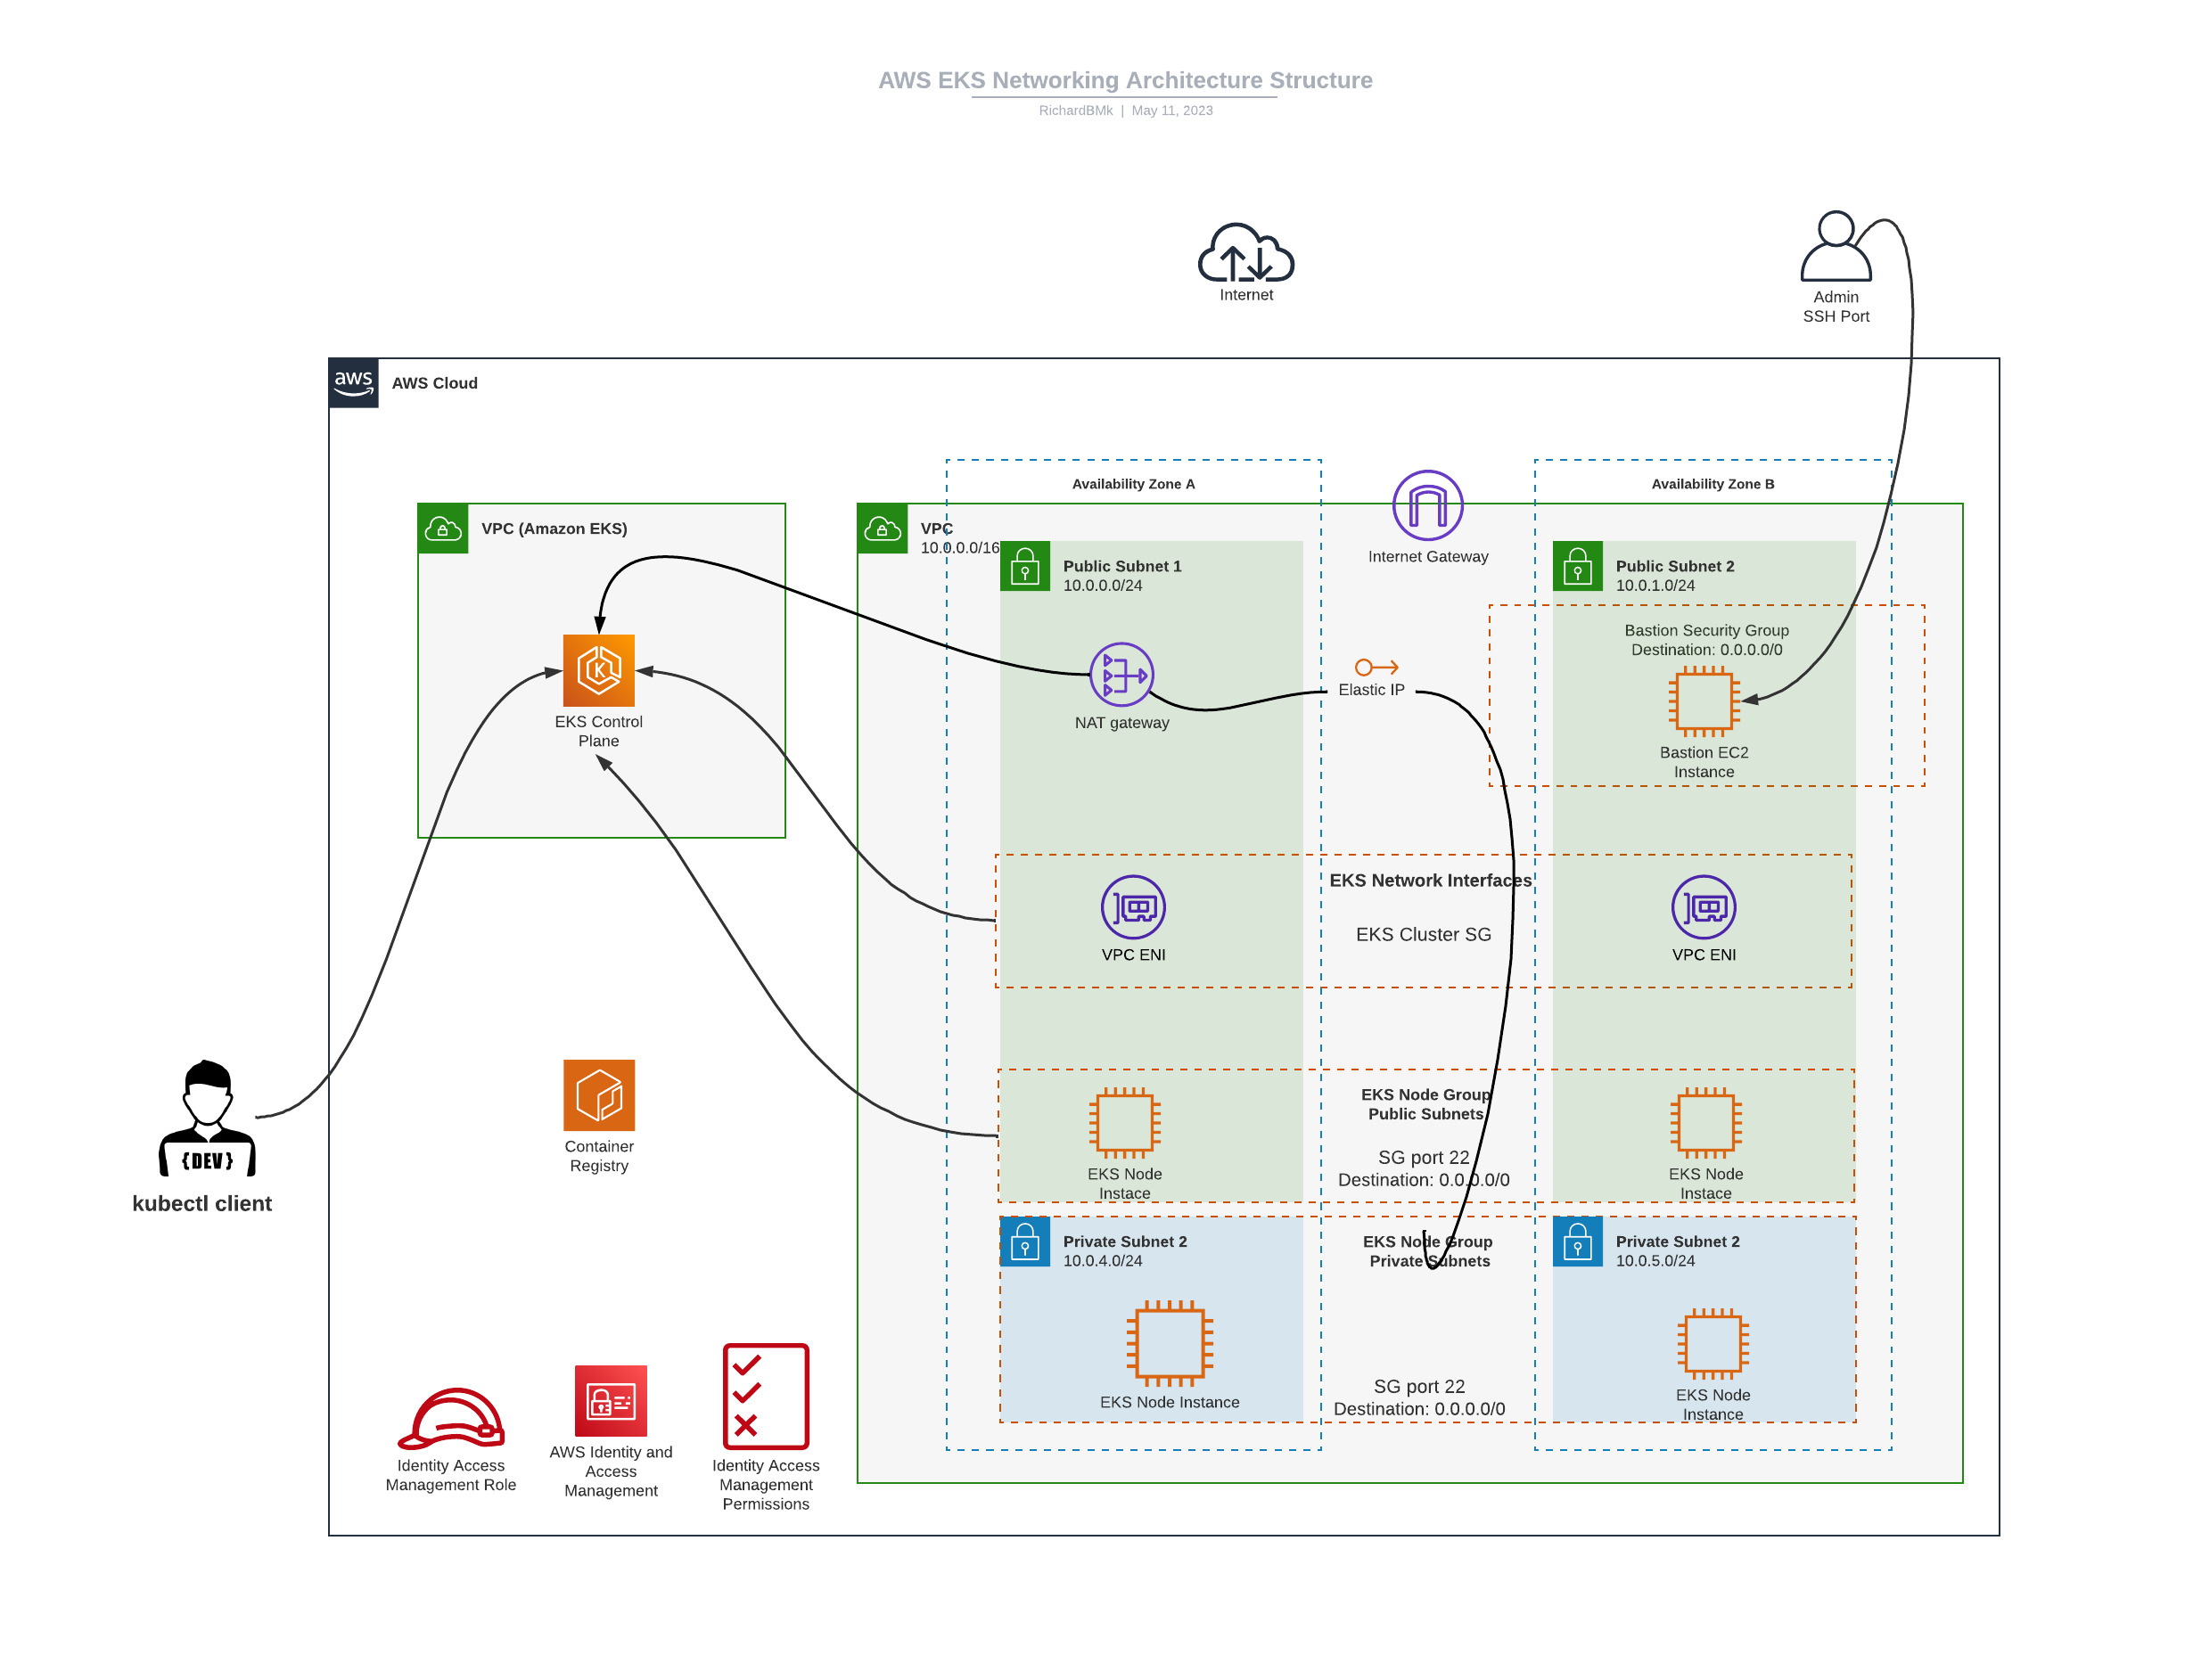 AWS EKS Networking Architecture Structure
RichardBMk | May 11, 2023
Internet
Admin
SSH Port
aws
AWS Cloud
Availability Zone A
Availability Zone B
VPC (Amazon EKS)
VPC
10.0.0.0/16
Internet Gateway
Public Subnet 1
10.0.0.0/24
Public Subnet 2
10.0.1.0/24
Bastion Security Group
Destination: 0.0.0.0/0
K
EKS Control
Plane
NAT gateway
Elastic IP
Bastion EC2
Instance
EKS Network Interfaces
EKS Cluster SG
VPC ENI
VPC ENI
{DEV}
kubectl client
Container
Registry
EKS Node Group
Public Subnets
SG port 22
Destination: 0.0.0.0/0
EKS Node
Instace
EKS Node
Instace
Private Subnet 2
10.0.4.0/24
EKS Node Group
Private Subnets
Private Subnet 2
10.0.5.0/24
EKS Node Instance
SG port 22
Destination: 0.0.0.0/0
EKS Node
Instance
Identity Access
Management Role
AWS Identity and
Access
Management
Identity Access
Management
Permissions